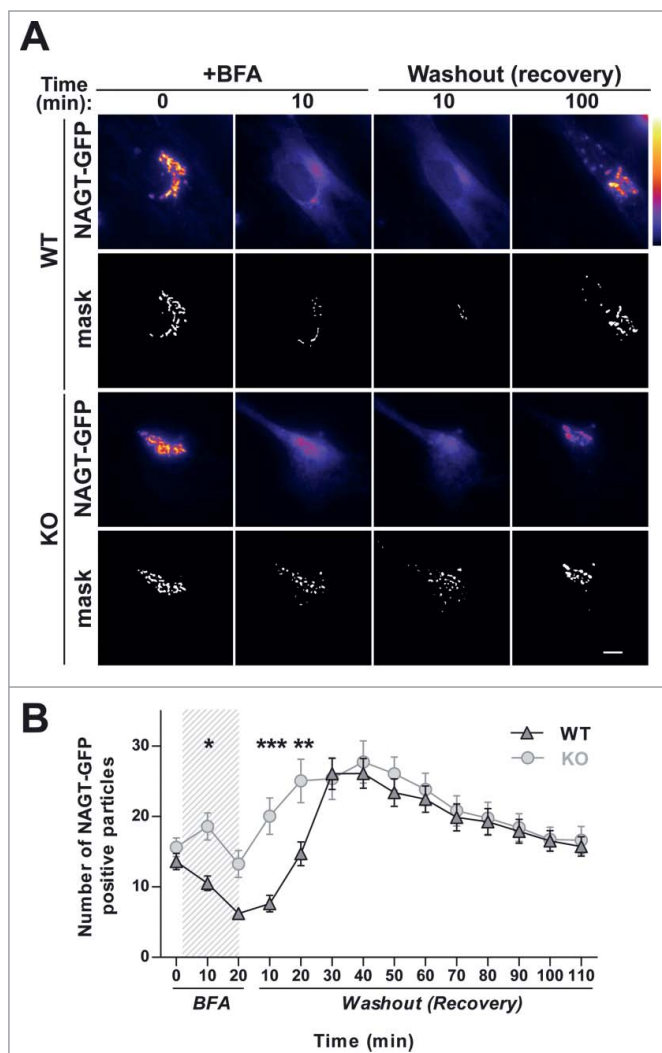 A
+BFA Washout (recovery)
Time (min): 0 10 10 100
WT
NAGT-GFP
mask
KO
NAGT-GFP
mask
B
Number of NAGT-GFP
positive particles
30
20
10
0
* *** **
WT
KO
0 10 20 10 20 30 40 50 60 70 80 90 100 110
BFA Washout (Recovery)
Time (min)